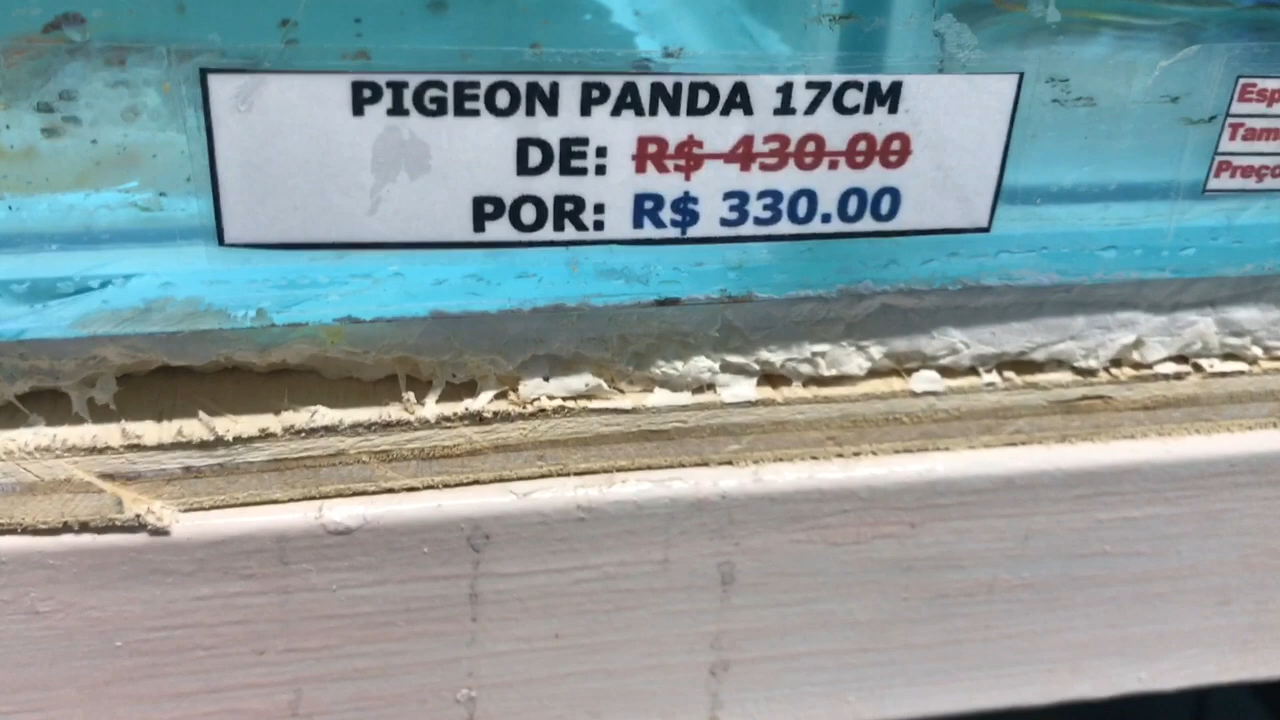 PIGEON PANDA 17CM
DE: R$ 430.00
POR: R$ 330.00
Esp
Tam
Preço